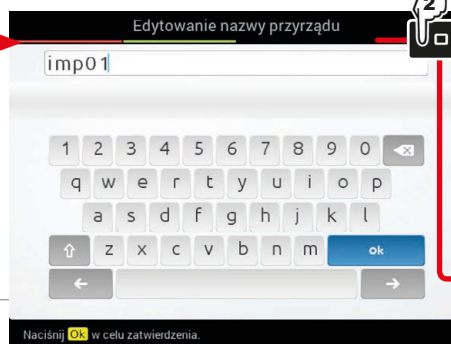 Edytowanie nazwy przyrządu
2
imp01
1 2 3 4 5 6 7 8 9 0
q w e r t y u i o p
a s d f g h j k l
z x c v b n m ok
Naciśnij Ok w celu zatwierdzenia.